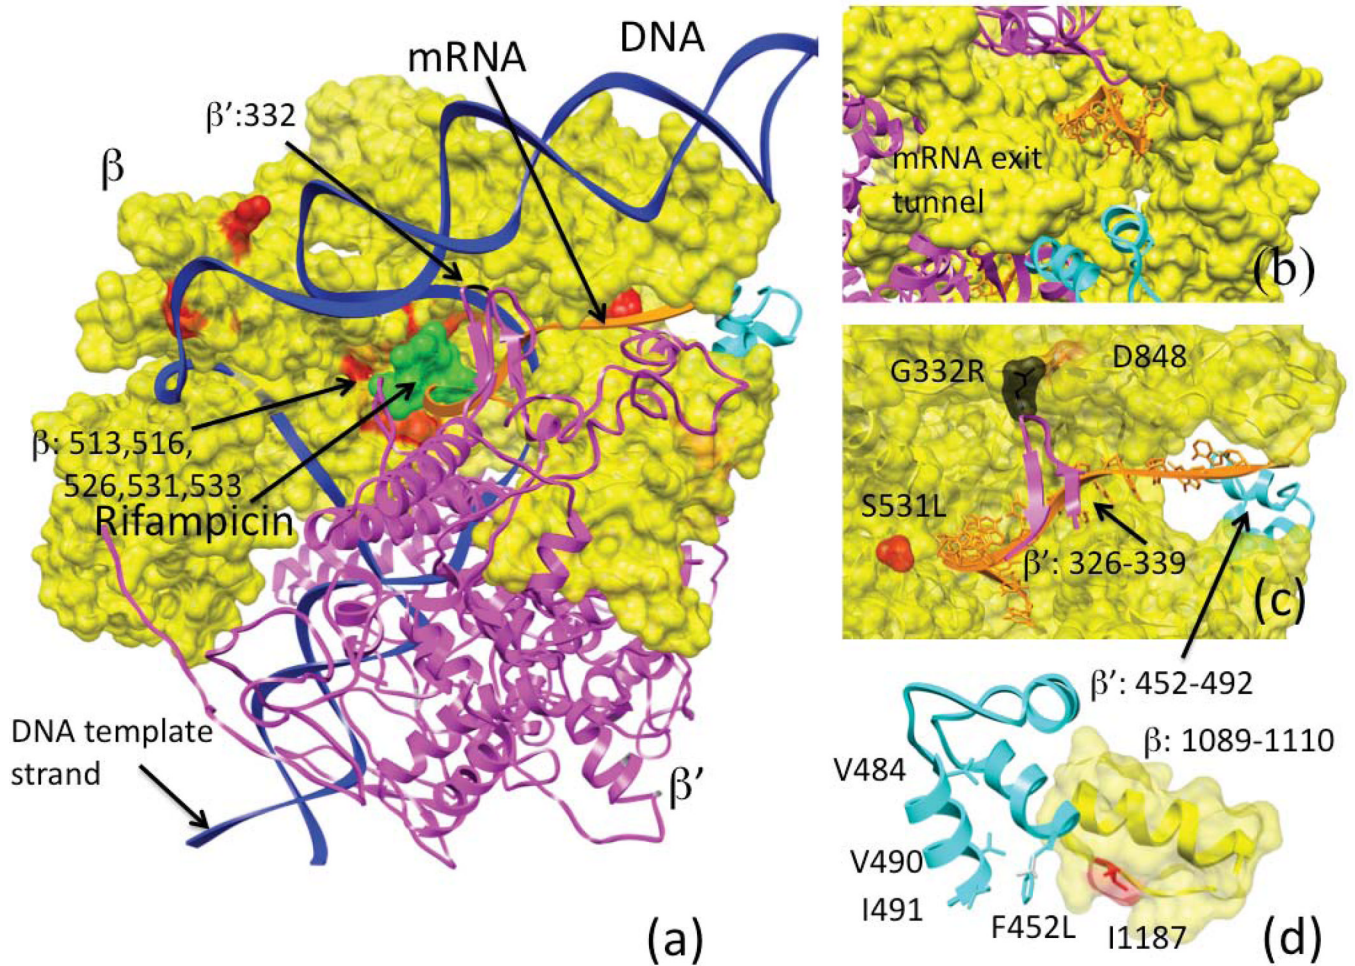 DNA
mRNA
β’:332
β
β: 513,516,
526,531,533
Rifampicin
DNA template
strand
β’
(a)
mRNA exit
tunnel
(b)
G332R
D848
S531L
β’: 326-339
(c)
β’: 452-492
β: 1089-1110
V484
V490
I491
F452L
I1187
(d)